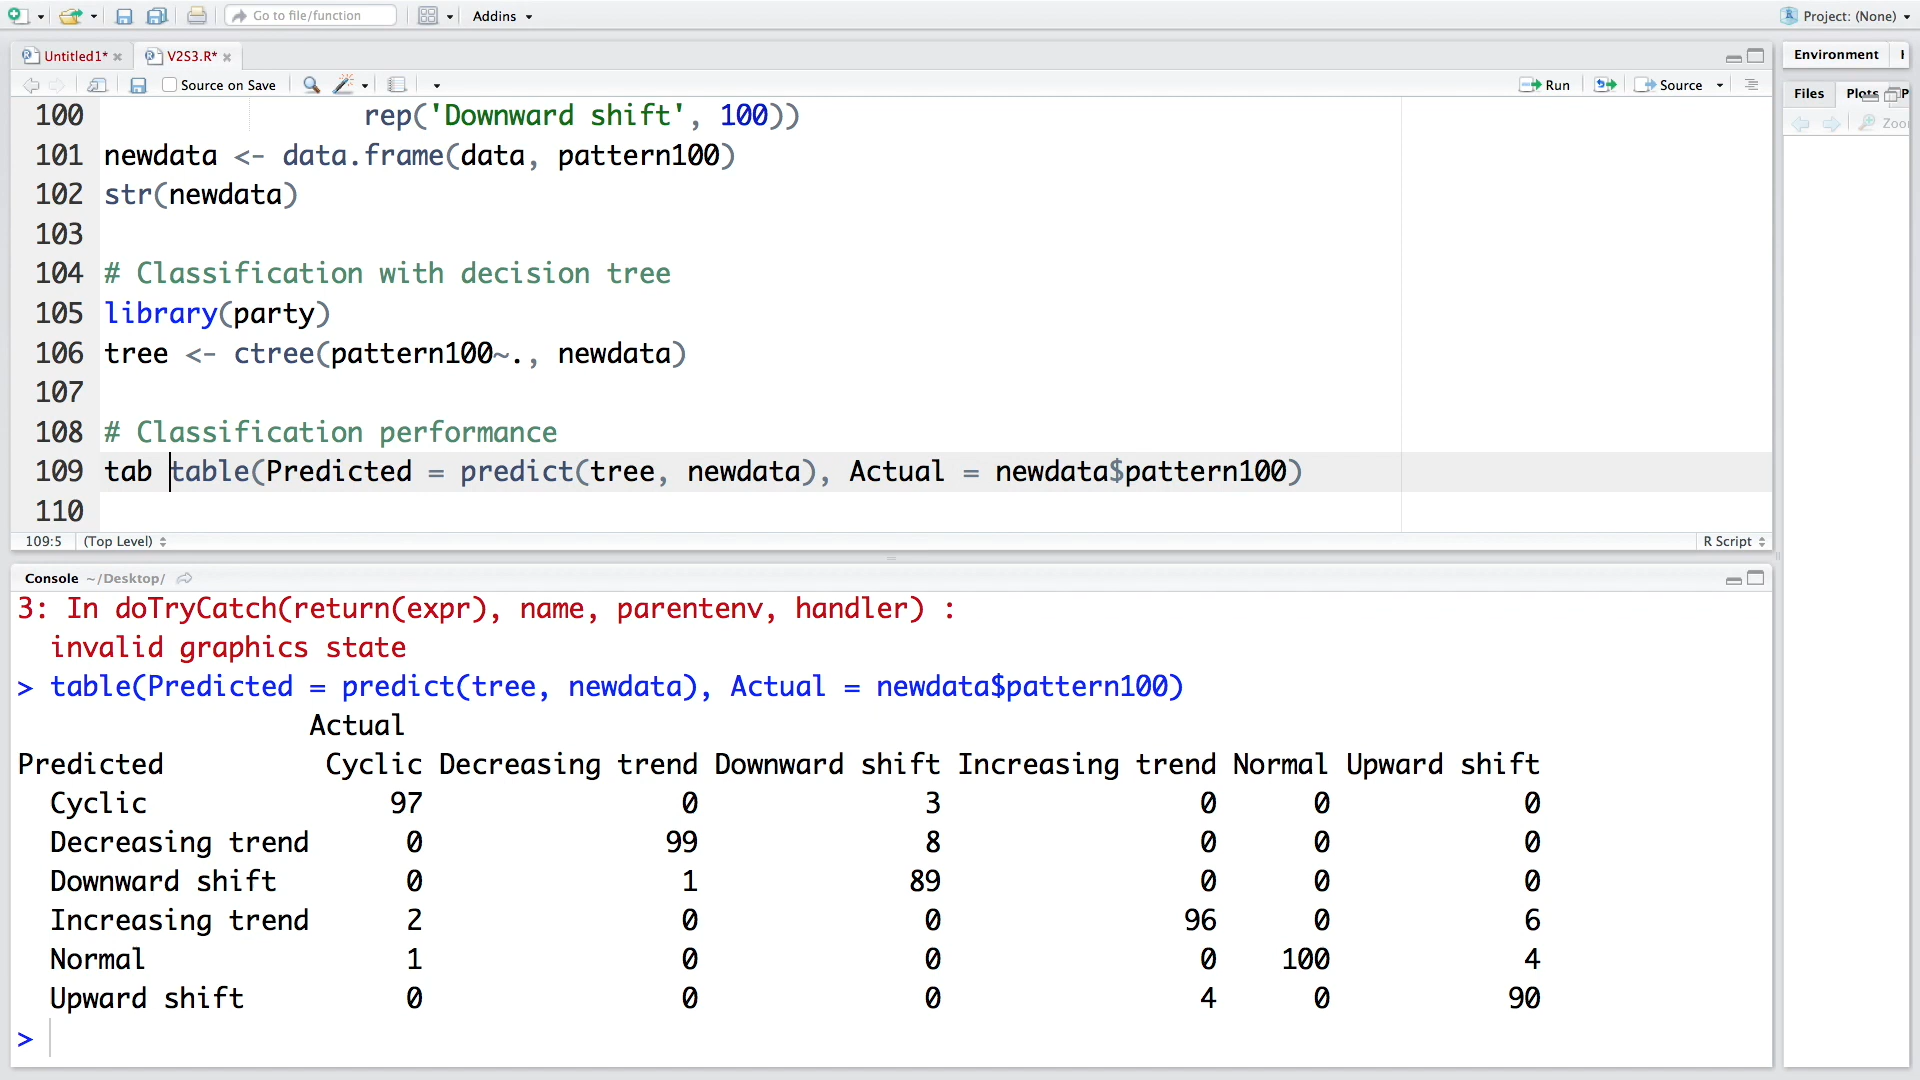 Go to file/function Addins Project: (None)
Untitled1* V2S3.R* Environment
Source on Save Run Source Files Plots
100 rep('Downward shift', 100))
101 newdata <- data.frame(data, pattern100)
102 str(newdata)
103
104 # Classification with decision tree
105 library(party)
106 tree <- ctree(pattern100~., newdata)
107
108 # Classification performance
109 tab table(Predicted = predict(tree, newdata), Actual = newdata$pattern100)
110
109:5 (Top Level) R Script
Console ~/Desktop/
3: In doTryCatch(return(expr), name, parentenv, handler) :
invalid graphics state
> table(Predicted = predict(tree, newdata), Actual = newdata$pattern100)
Actual
Predicted Cyclic Decreasing trend Downward shift Increasing trend Normal Upward shift
Cyclic 97 0 3 0 0 0
Decreasing trend 0 99 8 0 0 0
Downward shift 0 1 89 0 0 0
Increasing trend 2 0 0 96 0 6
Normal 1 0 0 0 100 4
Upward shift 0 0 0 4 0 90
>